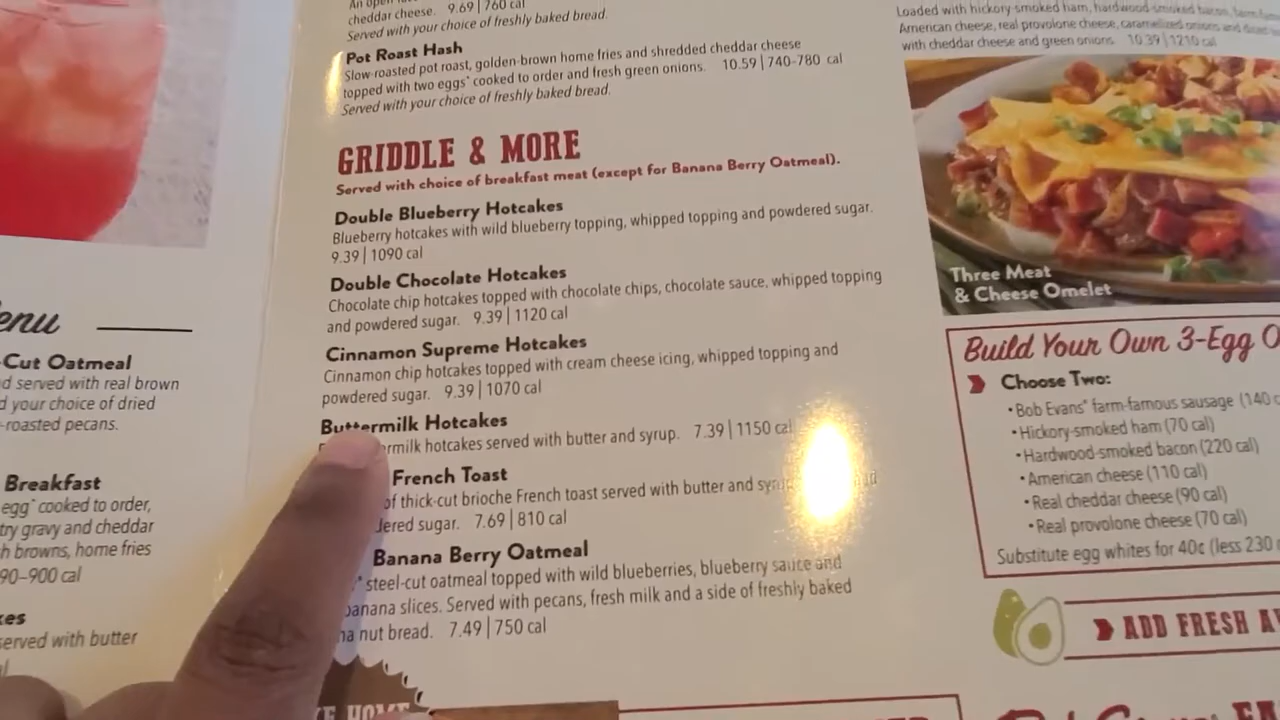 enu
-Cut Oatmeal
d served with real brown
d your choice of dried
-roasted pecans.
Breakfast
egg* cooked to order,
try gravy and cheddar
h browns, home fries
90–900 cal
kes
served with butter
An open
cheddar cheese. 9.69 | 760 cal
Served with your choice of freshly baked bread.
Pot Roast Hash
Slow-roasted pot roast, golden-brown home fries and shredded cheddar cheese
topped with two eggs* cooked to order and fresh green onions. 10.59 | 740-780 cal
Served with your choice of freshly baked bread.
GRIDDLE & MORE
Served with choice of breakfast meat (except for Banana Berry Oatmeal).
Double Blueberry Hotcakes
Blueberry hotcakes with wild blueberry topping, whipped topping and powdered sugar.
9.39 | 1090 cal
Double Chocolate Hotcakes
Chocolate chip hotcakes topped with chocolate chips, chocolate sauce, whipped topping
and powdered sugar. 9.39 | 1120 cal
Cinnamon Supreme Hotcakes
Cinnamon chip hotcakes topped with cream cheese icing, whipped topping and
powdered sugar. 9.39 | 1070 cal
Buttermilk Hotcakes
ermilk hotcakes served with butter and syrup. 7.39 | 1150 cal
French Toast
of thick-cut brioche French toast served with butter and
dered sugar. 7.69 | 810 cal
Banana Berry Oatmeal
steel-cut oatmeal topped with wild blueberries, blueberry sauce and
banana slices. Served with pecans, fresh milk and a side of freshly baked
na nut bread. 7.49 | 750 cal
KE HOME
Loaded with hickory-smoked ham, hardwood-smoked bacon,
American cheese, real provolone cheese, caramelized onions and diced
with cheddar cheese and green onions. 10.39 | 1210 cal
Three Meat
& Cheese Omelet
Build Your Own 3-Egg O
Choose Two:
• Bob Evans® farm-famous sausage (140 c
• Hickory-smoked ham (70 cal)
• Hardwood-smoked bacon (220 cal)
• American cheese (110 cal)
• Real cheddar cheese (90 cal)
• Real provolone cheese (70 cal)
Substitute egg whites for 40¢ (less 230 c
ADD FRESH AV